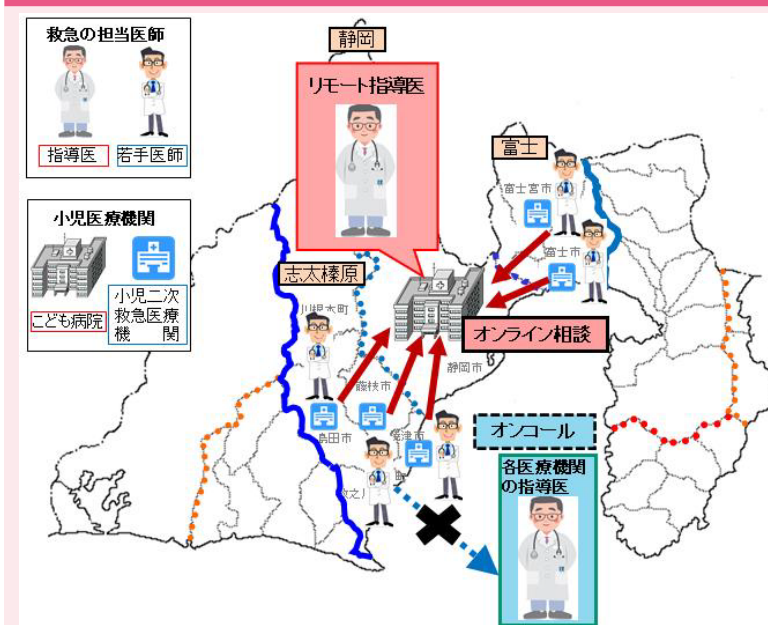 救急の担当医師
指導医
若手医師
小児医療機関
こども病院
小児二次
救急医療
機　関
静岡
リモート指導医
富士
富士宮市
富士市
志太榛原
川根本町
オンライン相談
静岡市
藤枝市
島田市
焼津市
町
オンコール
各医療機関
の指導医